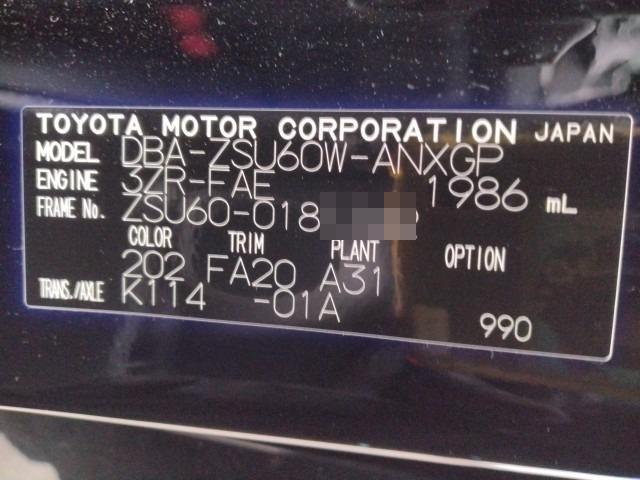 TOYOTA MOTOR CORPORATION JAPAN
MODEL DBA-ZSU60W-ANXGP
ENGINE 3ZR-FAE 1986 mL
FRAME No. ZSU60-018
COLOR TRIM PLANT OPTION
202 FA20 A31
TRANS./AXLE K114 -01A
990